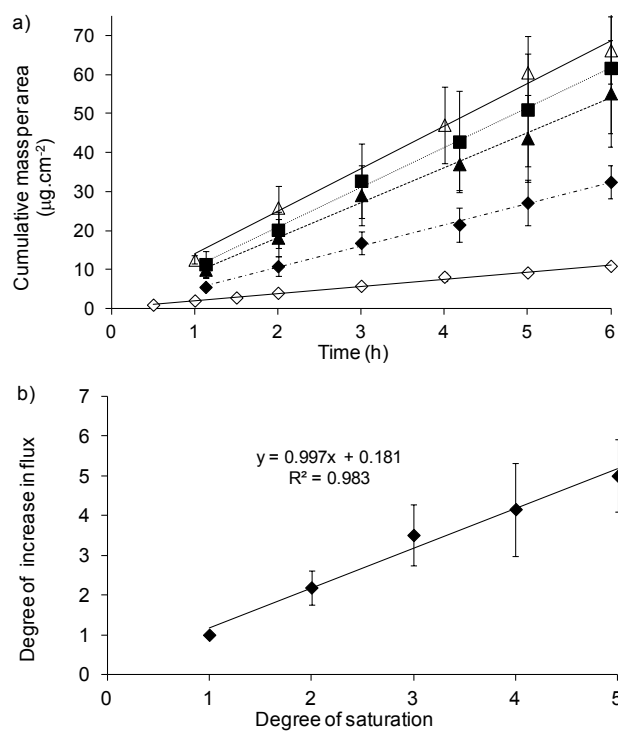 a)
Cumulative mass per area
(µg.cm⁻²)
70
60
50
40
30
20
10
0
0 1 2 3 4 5 6
Time (h)
b)
Degree of increase in flux
7
6
5
4
3
2
1
0
y = 0.997x + 0.181
R² = 0.983
0 1 2 3 4 5
Degree of saturation